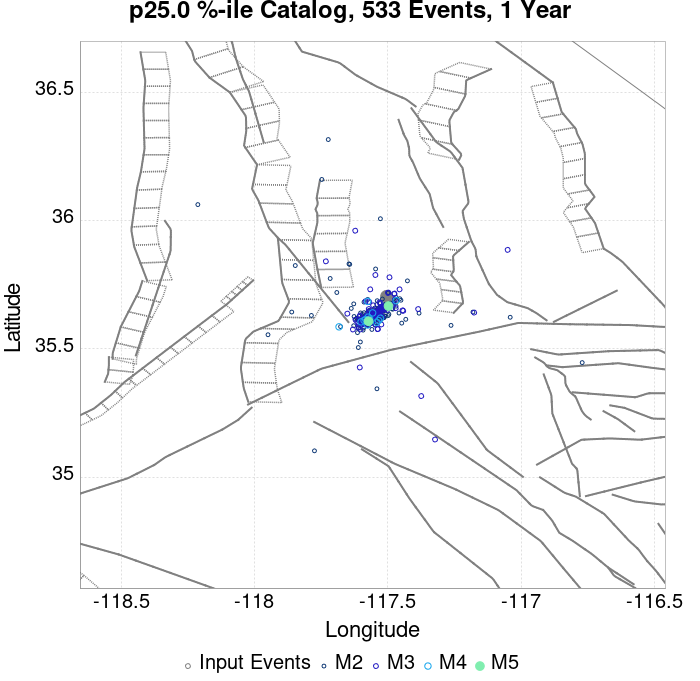 p25.0 %-ile Catalog, 533 Events, 1 Year
36.5
36
35.5
35
Latitude
-118.5 -118 -117.5 -117 -116.5
Longitude
Input Events M2 M3 M4 M5